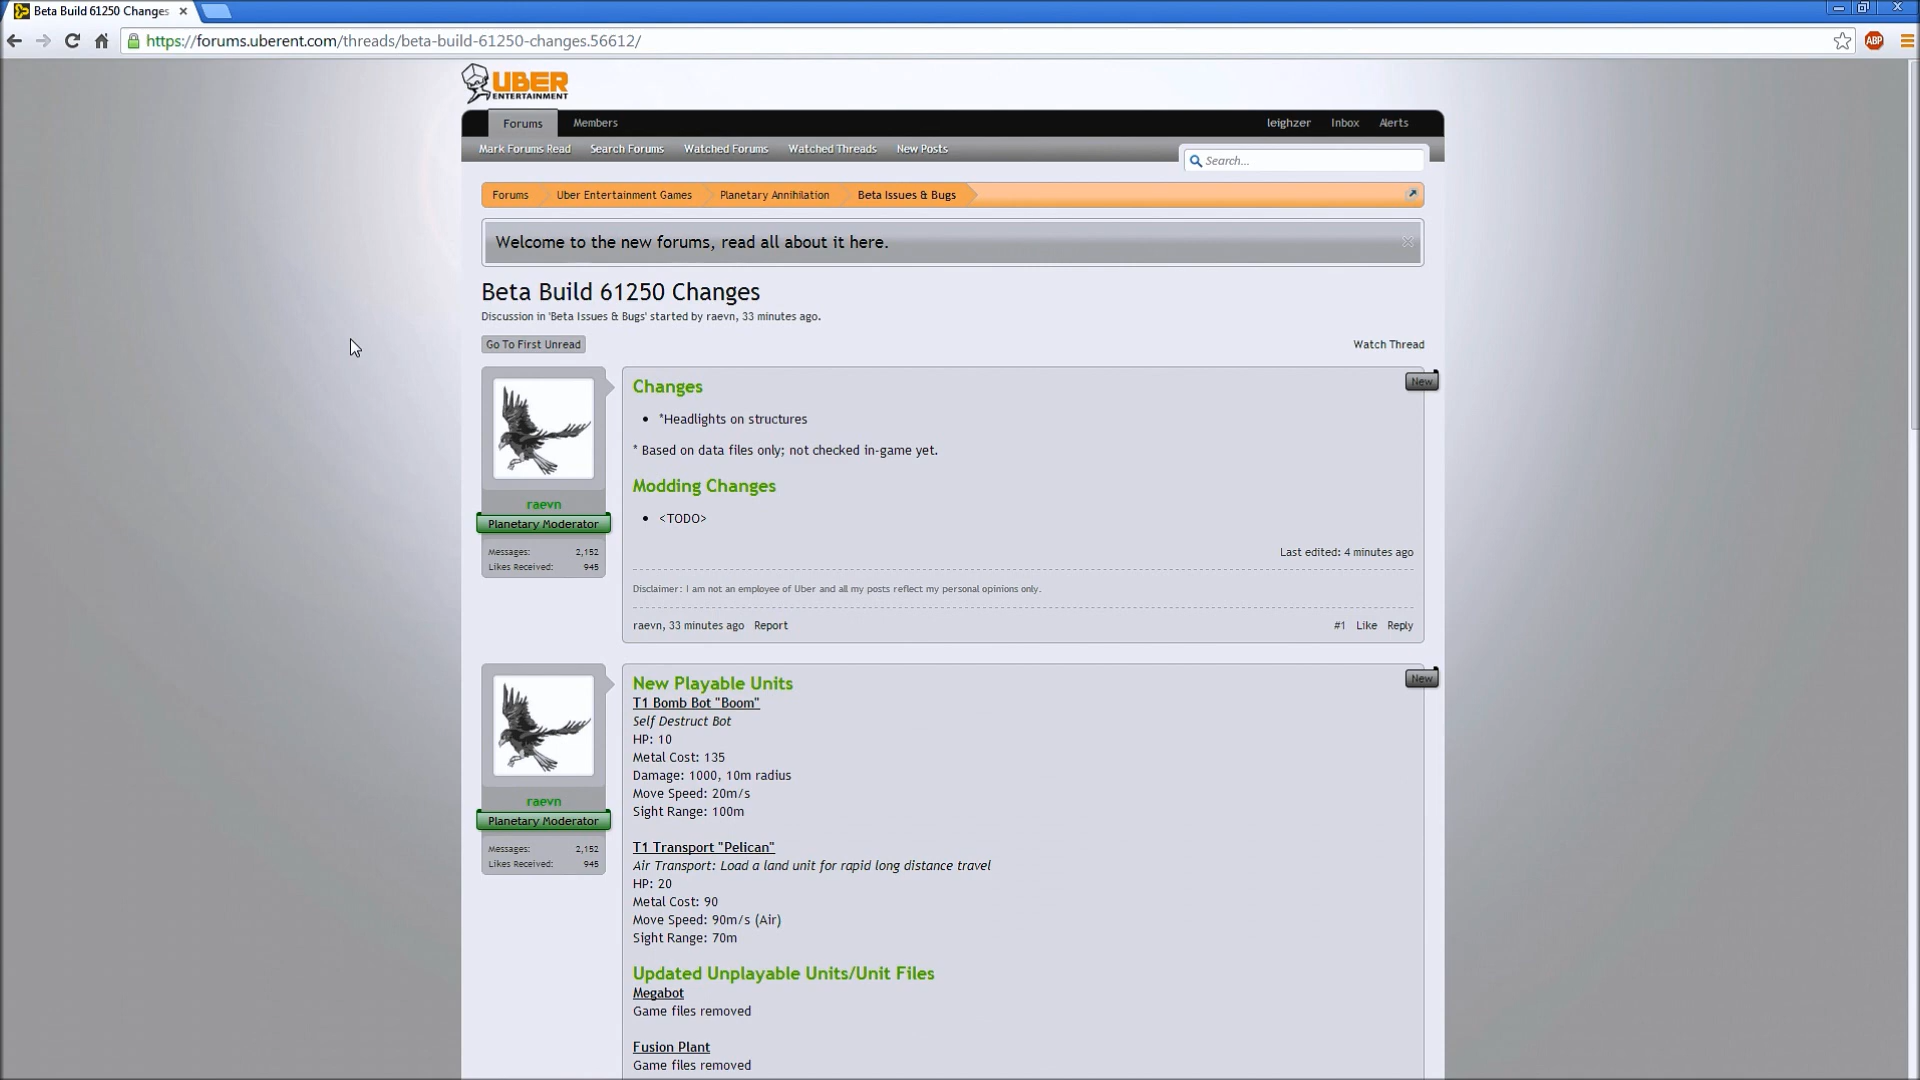 Beta Build 61250 Changes
https://forums.uberent.com/threads/beta-build-61250-changes.56612/
ABP
UBER
ENTERTAINMENT
Forums Members leighzer Inbox Alerts
Mark Forums Read Search Forums Watched Forums Watched Threads New Posts
Search...
Forums Uber Entertainment Games Planetary Annihilation Beta Issues & Bugs
Welcome to the new forums, read all about it here.
Beta Build 61250 Changes
Discussion in 'Beta Issues & Bugs' started by raevn, 33 minutes ago.
Go To First Unread Watch Thread
raevn
Planetary Moderator
Messages: 2,152
Likes Received: 945
New
Changes
• *Headlights on structures
* Based on data files only; not checked in-game yet.
Modding Changes
• <TODO>
Last edited: 4 minutes ago
Disclaimer: I am not an employee of Uber and all my posts reflect my personal opinions only.
raevn, 33 minutes ago Report #1 Like Reply
raevn
Planetary Moderator
Messages: 2,152
Likes Received: 945
New
New Playable Units
T1 Bomb Bot "Boom"
Self Destruct Bot
HP: 10
Metal Cost: 135
Damage: 1000, 10m radius
Move Speed: 20m/s
Sight Range: 100m
T1 Transport "Pelican"
Air Transport: Load a land unit for rapid long distance travel
HP: 20
Metal Cost: 90
Move Speed: 90m/s (Air)
Sight Range: 70m
Updated Unplayable Units/Unit Files
Megabot
Game files removed
Fusion Plant
Game files removed